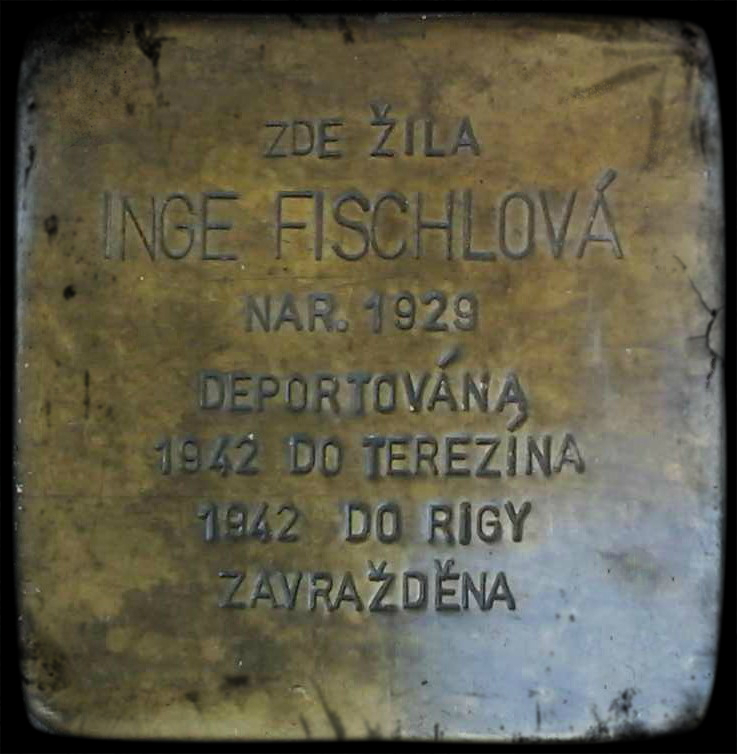 ZDE ŽILA
INGE FISCHLOVÁ
NAR. 1929
DEPORTOVÁNA
1942 DO TEREZÍNA
1942 DO RIGY
ZAVRAŽDĚNA